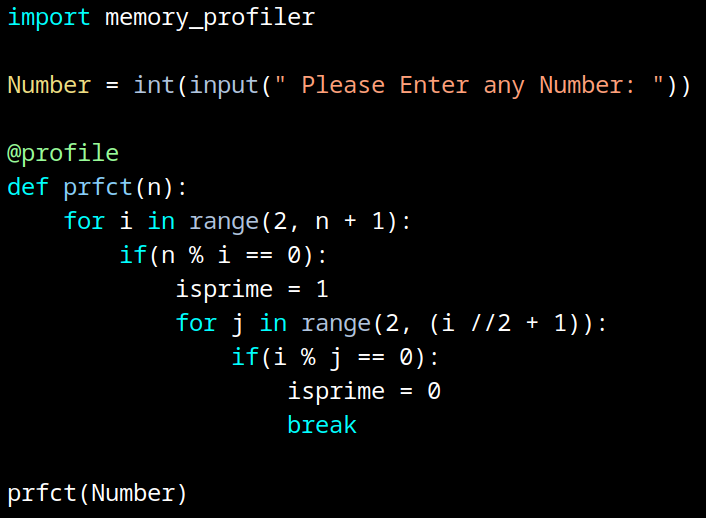 import memory_profiler
Number = int(input(" Please Enter any Number: "))
@profile
def prfct(n):
    for i in range(2, n + 1):
        if(n % i == 0):
            isprime = 1
            for j in range(2, (i //2 + 1)):
                if(i % j == 0):
                    isprime = 0
                    break
prfct(Number)